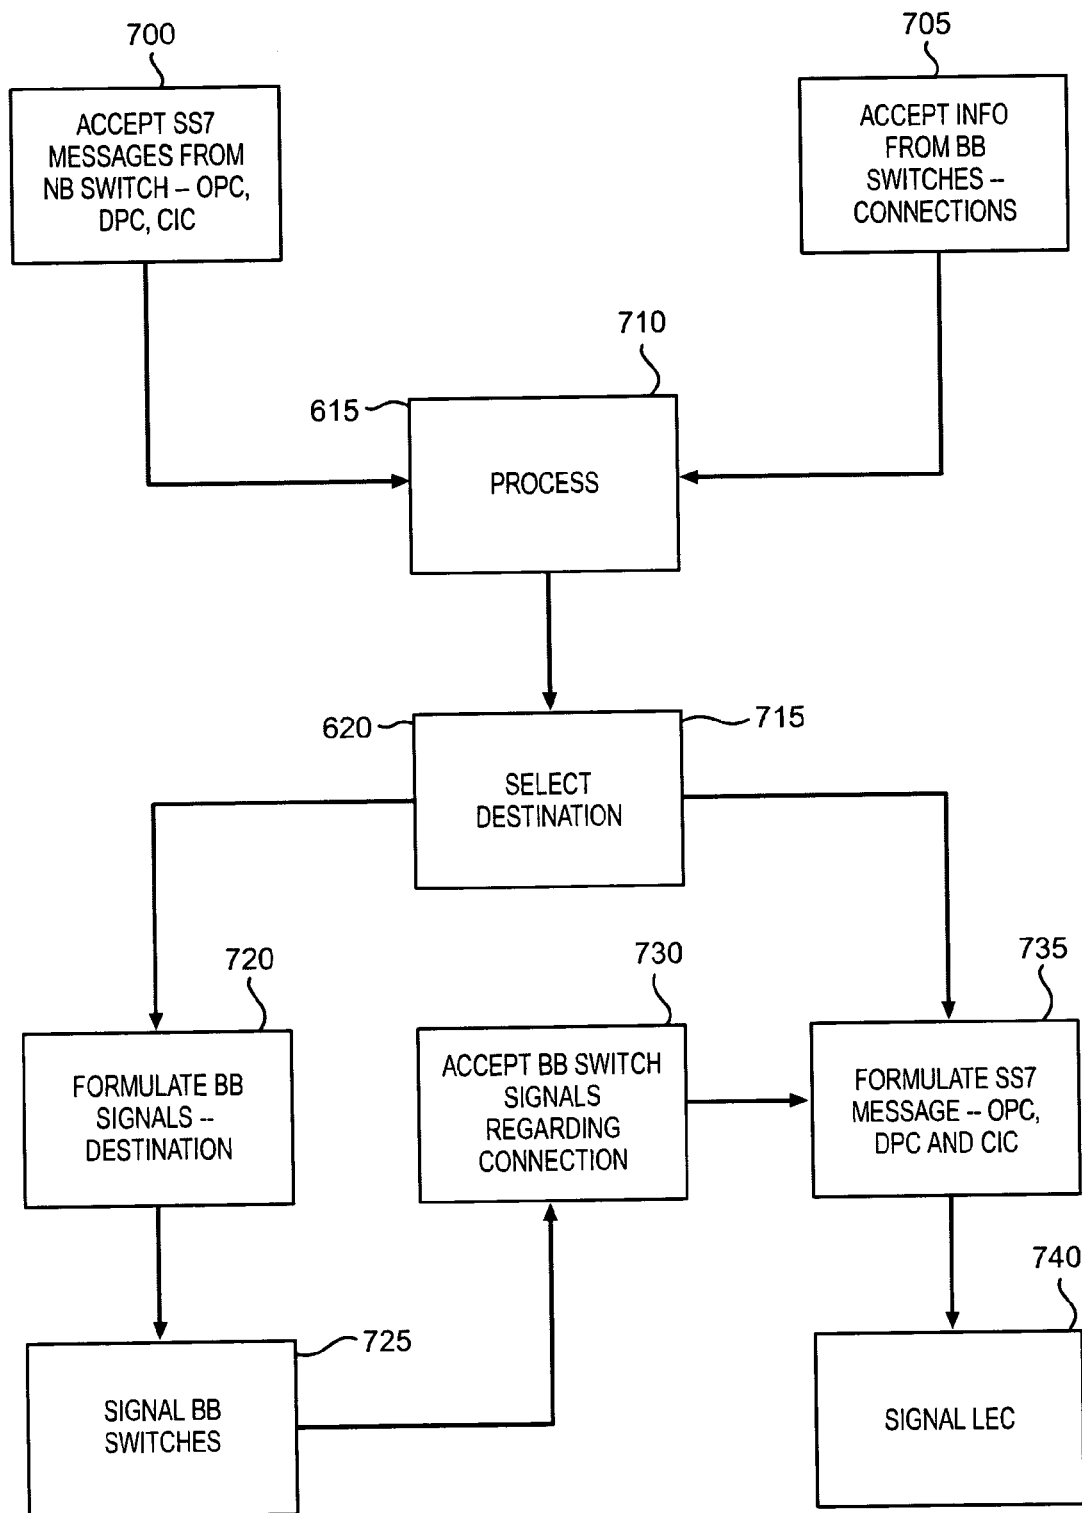 700
ACCEPT SS7
MESSAGES FROM
NB SWITCH -- OPC,
DPC, CIC
705
ACCEPT INFO
FROM BB
SWITCHES --
CONNECTIONS
710
615
PROCESS
620
715
SELECT
DESTINATION
720
FORMULATE BB
SIGNALS --
DESTINATION
730
ACCEPT BB SWITCH
SIGNALS
REGARDING
CONNECTION
735
FORMULATE SS7
MESSAGE -- OPC,
DPC AND CIC
725
SIGNAL BB
SWITCHES
740
SIGNAL LEC